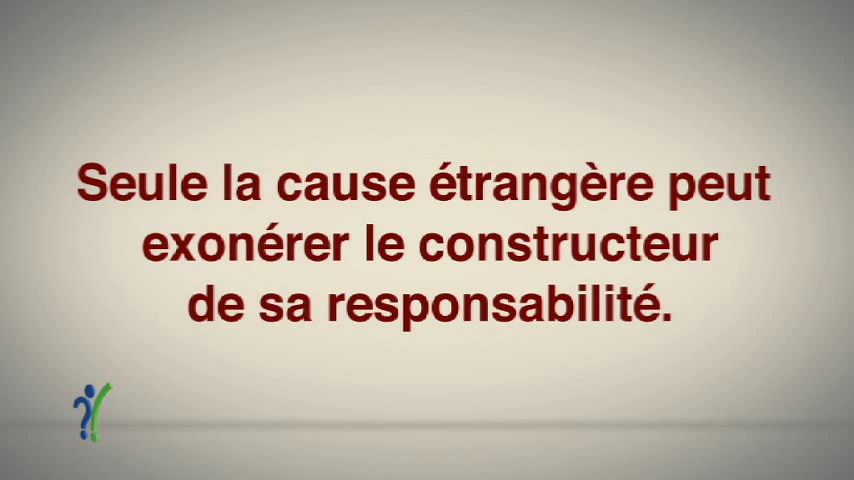 Seule la cause étrangère peut
exonérer le constructeur
de sa responsabilité.